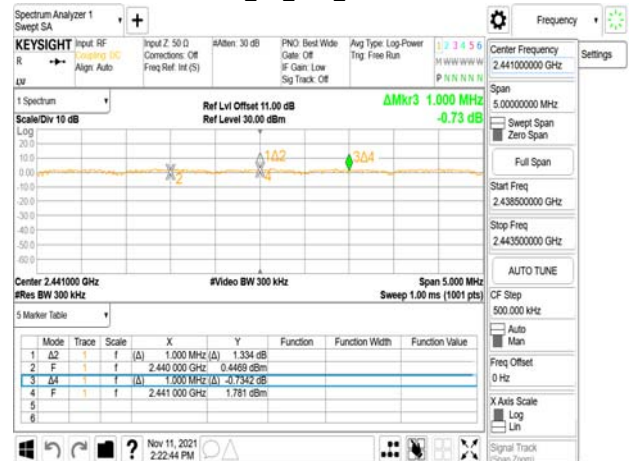 Spectrum Analyzer 1
Swept SA
+
Frequency
KEYSIGHT Input: RF
R
Coupling: DC
Align: Auto
LV
Input Z: 50 Ω
Corrections: Off
Freq Ref: Int (S)
#Atten: 30 dB
PNO: Best Wide
Gate: Off
IF Gain: Low
Sig Track: Off
Avg Type: Log-Power
Trig: Free Run
1 2 3 4 5 6
M W W W W W
P N N N N N
1 Spectrum
Scale/Div 10 dB
Log
Ref Lvl Offset 11.00 dB
Ref Level 30.00 dBm
ΔMkr3 1.000 MHz
-0.73 dB
20.0
10.0
0.00
-10.0
-20.0
-30.0
-40.0
-50.0
-60.0
2
1Δ2
4
3Δ4
Center 2.441000 GHz
#Res BW 300 kHz
#Video BW 300 kHz
Span 5.000 MHz
Sweep 1.00 ms (1001 pts)
5 Marker Table
Mode Trace Scale X Y Function Function Width Function Value
1 Δ2 1 f (Δ) 1.000 MHz (Δ) 1.334 dB
2 F 1 f 2.440 000 GHz 0.4469 dBm
3 Δ4 1 f (Δ) 1.000 MHz (Δ) -0.7342 dB
4 F 1 f 2.441 000 GHz 1.781 dBm
5
6
?
Nov 11, 2021
2:22:44 PM
Center Frequency
2.441000000 GHz
Settings
Span
5.00000000 MHz
Swept Span
Zero Span
Full Span
Start Freq
2.438500000 GHz
Stop Freq
2.443500000 GHz
AUTO TUNE
CF Step
500.000 kHz
Auto
Man
Freq Offset
0 Hz
X Axis Scale
Log
Lin
Signal Track
(Span Zoom)